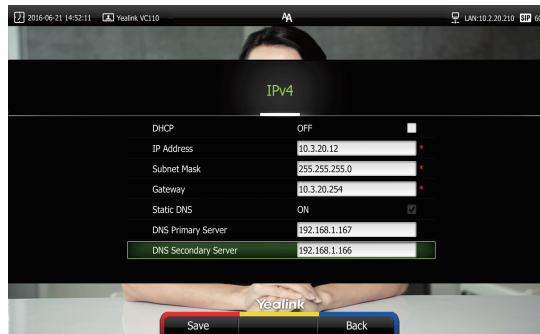 2016-06-21 14:52:11 Yealink VC110 LAN:10.2.20.210 SIP 60
IPv4
DHCP OFF
IP Address 10.3.20.12 *
Subnet Mask 255.255.255.0 *
Gateway 10.3.20.254 *
Static DNS ON
DNS Primary Server 192.168.1.167
DNS Secondary Server 192.168.1.166
Yealink
Save Back